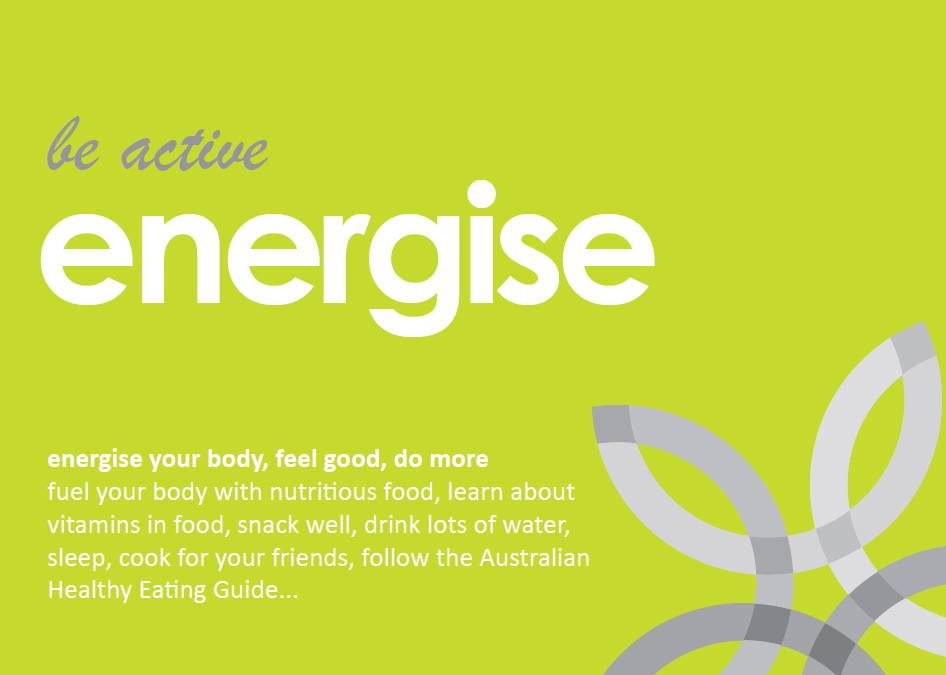 be active
energise
energise your body, feel good, do more
fuel your body with nutritious food, learn about
vitamins in food, snack well, drink lots of water,
sleep, cook for your friends, follow the Australian
Healthy Eating Guide...